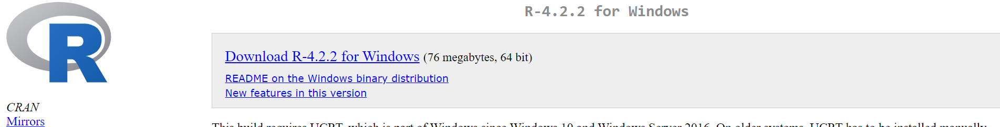 R
R-4.2.2 for Windows
Download R-4.2.2 for Windows (76 megabytes, 64 bit)
README on the Windows binary distribution
New features in this version
CRAN
Mirrors
This build requires UCRT, which is part of Windows since Windows 10 and Windows Server 2016. On older systems, UCRT has to be installed manually